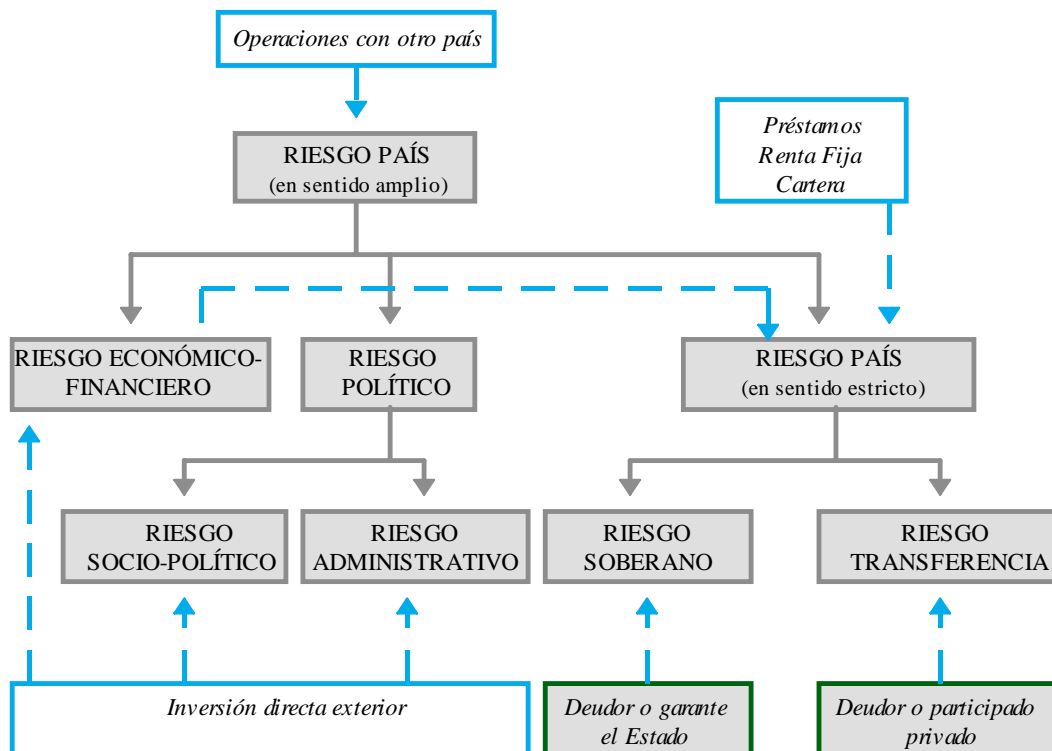 Operaciones con otro país
RIESGO PAÍS
(en sentido amplio)
Préstamos
Renta Fija
Cartera
RIESGO ECONÓMICO-
FINANCIERO
RIESGO
POLÍTICO
RIESGO PAÍS
(en sentido estricto)
RIESGO
SOCIO-POLÍTICO
RIESGO
ADMINISTRATIVO
RIESGO
SOBERANO
RIESGO
TRANSFERENCIA
Inversión directa exterior
Deudor o garante
el Estado
Deudor o participado
privado